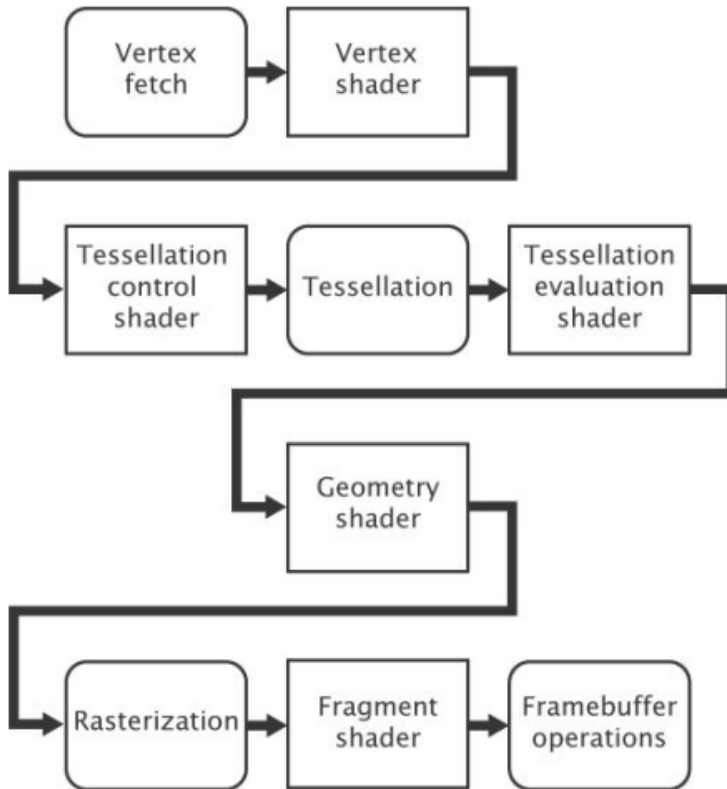 Vertex
fetch
Vertex
shader
Tessellation
control
shader
Tessellation
Tessellation
evaluation
shader
Geometry
shader
Rasterization
Fragment
shader
Framebuffer
operations